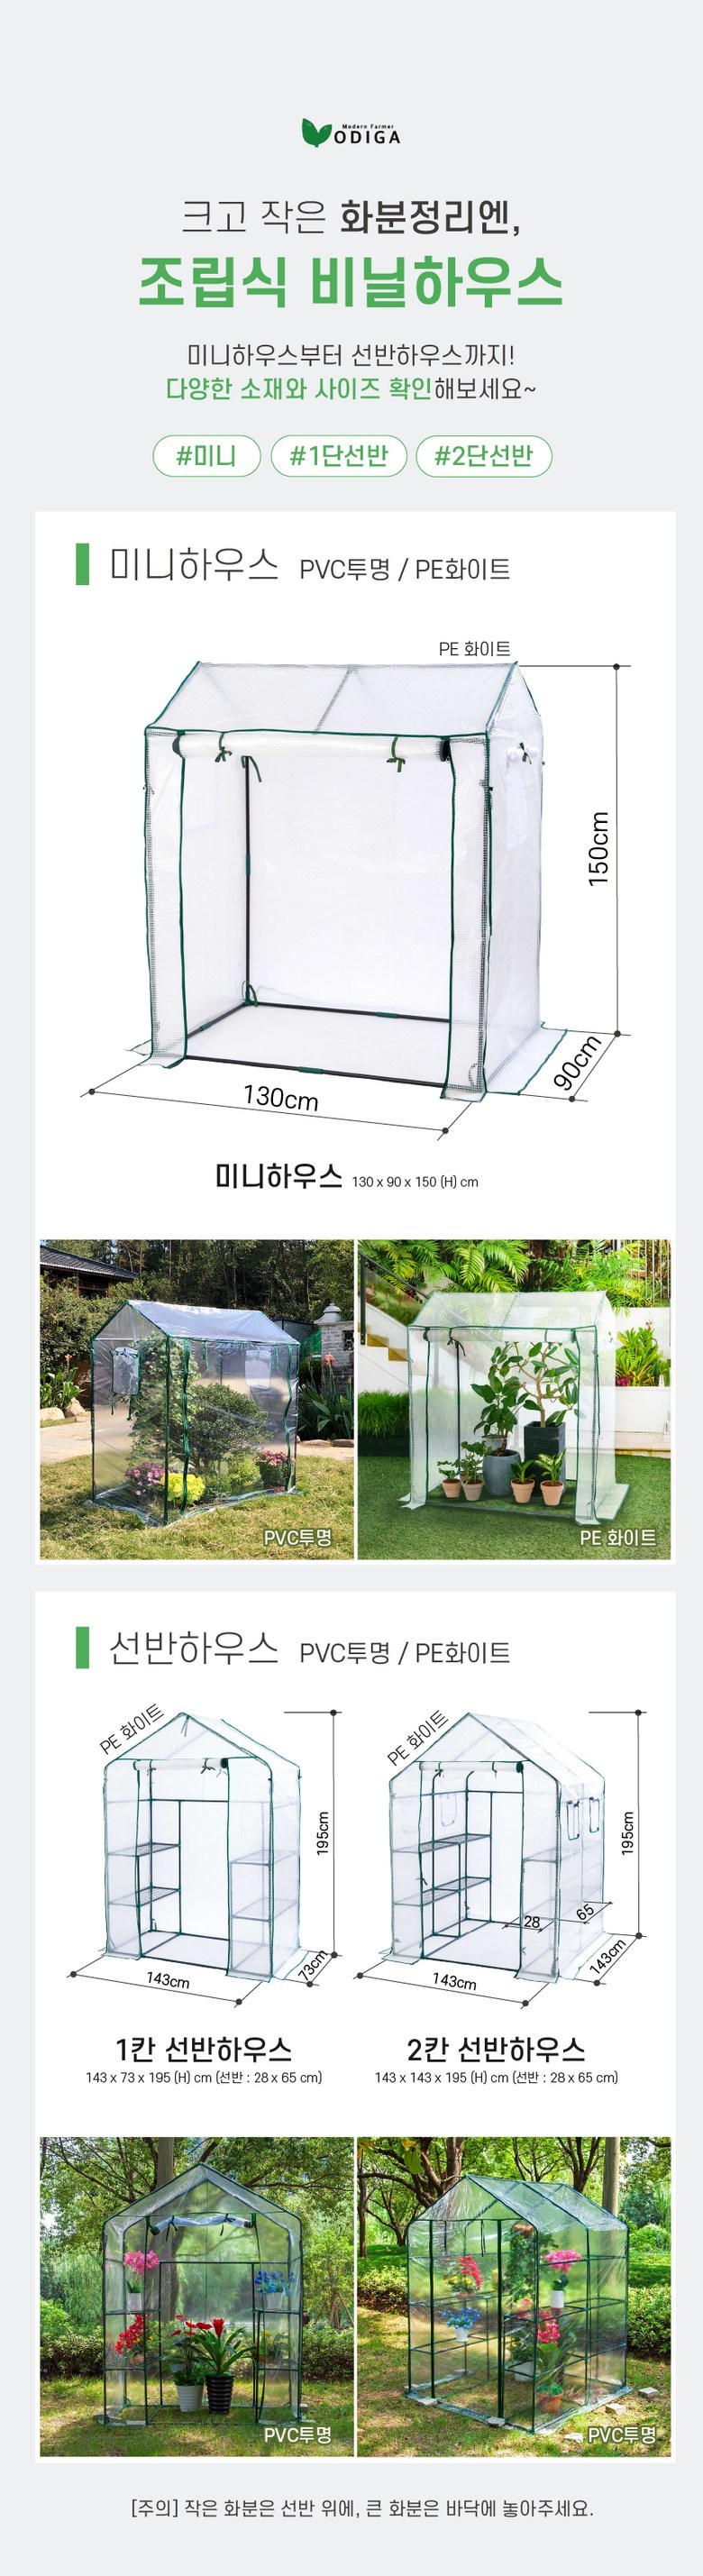 Modern Farmer
ODIGA
크고 작은 화분정리엔,
조립식 비닐하우스
미니하우스부터 선반하우스까지!
다양한 소재와 사이즈 확인해보세요~
#미니 #1단선반 #2단선반
미니하우스 PVC투명 / PE화이트
PE 화이트
150cm
90cm
130cm
미니하우스 130 x 90 x 150 (H) cm
PVC투명
PE 화이트
선반하우스 PVC투명 / PE화이트
PE 화이트
195cm
73cm
143cm
PE 화이트
195cm
28
65
143cm
143cm
1칸 선반하우스
143 x 73 x 195 (H) cm (선반 : 28 x 65 cm)
2칸 선반하우스
143 x 143 x 195 (H) cm (선반 : 28 x 65 cm)
PVC투명
PVC투명
[주의] 작은 화분은 선반 위에, 큰 화분은 바닥에 놓아주세요.